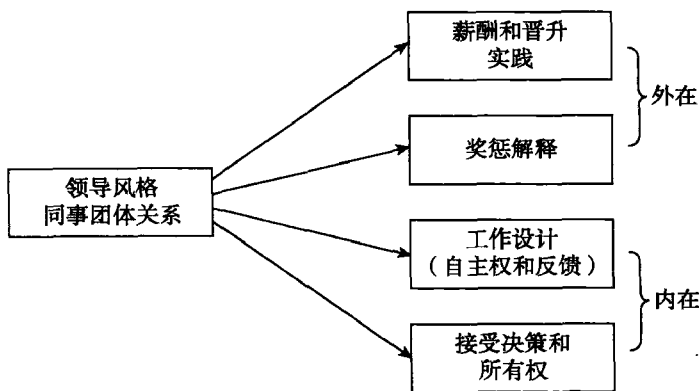 薪酬和晋升
实践
外在
奖惩解释
领导风格
同事团体关系
工作设计
（自主权和反馈）
内在
接受决策和
所有权